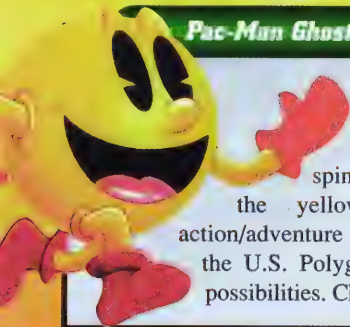 Pac-Man Ghost
spin
the yellow
action/adventure
the U.S. Polyg
possibilities. Cl